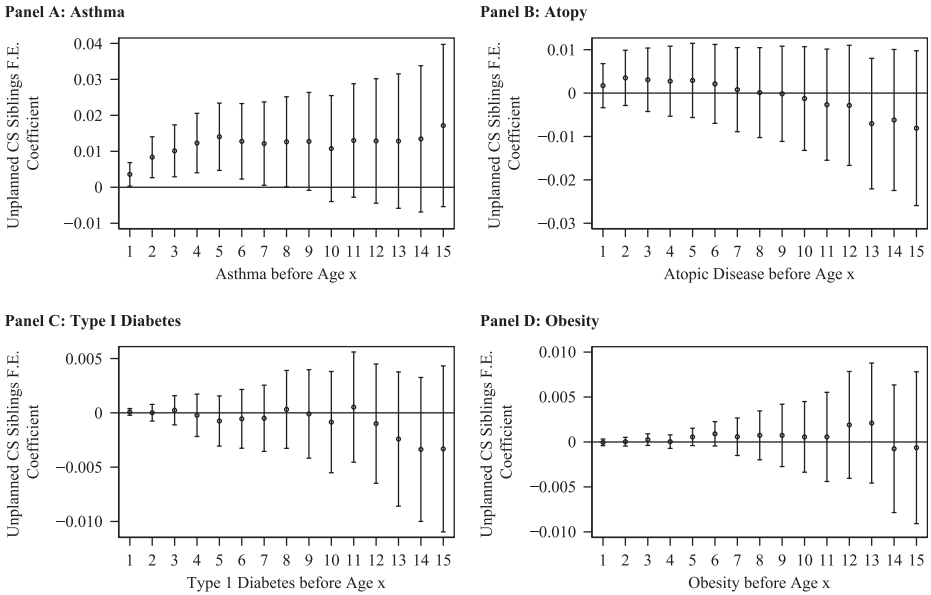 Panel A: Asthma
Unplanned CS Siblings F.E.
Coefficient
0.04
0.03
0.02
0.01
0
−0.01
1 2 3 4 5 6 7 8 9 10 11 12 13 14 15
Asthma before Age x
Panel B: Atopy
Unplanned CS Siblings F.E.
Coefficient
0.01
0
−0.01
−0.02
−0.03
1 2 3 4 5 6 7 8 9 10 11 12 13 14 15
Atopic Disease before Age x
Panel C: Type I Diabetes
Unplanned CS Siblings F.E.
Coefficient
0.005
0
−0.005
−0.010
1 2 3 4 5 6 7 8 9 10 11 12 13 14 15
Type 1 Diabetes before Age x
Panel D: Obesity
Unplanned CS Siblings F.E.
Coefficient
0.010
0.005
0
−0.005
−0.010
1 2 3 4 5 6 7 8 9 10 11 12 13 14 15
Obesity before Age x